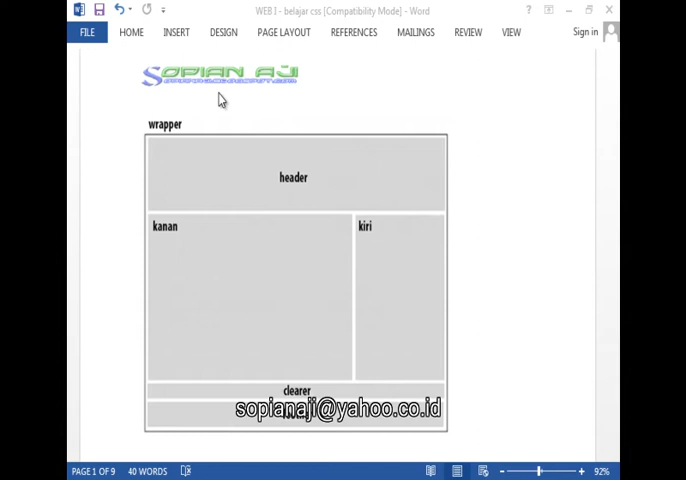 WEB I - belajar css [Compatibility Mode] - Word
FILE HOME INSERT DESIGN PAGE LAYOUT REFERENCES MAILINGS REVIEW VIEW Sign in
SOPIAN AJI
wrapper
header
kanan kiri
clearer
sopianaji@yahoo.co.id
PAGE 1 OF 9 40 WORDS 92%